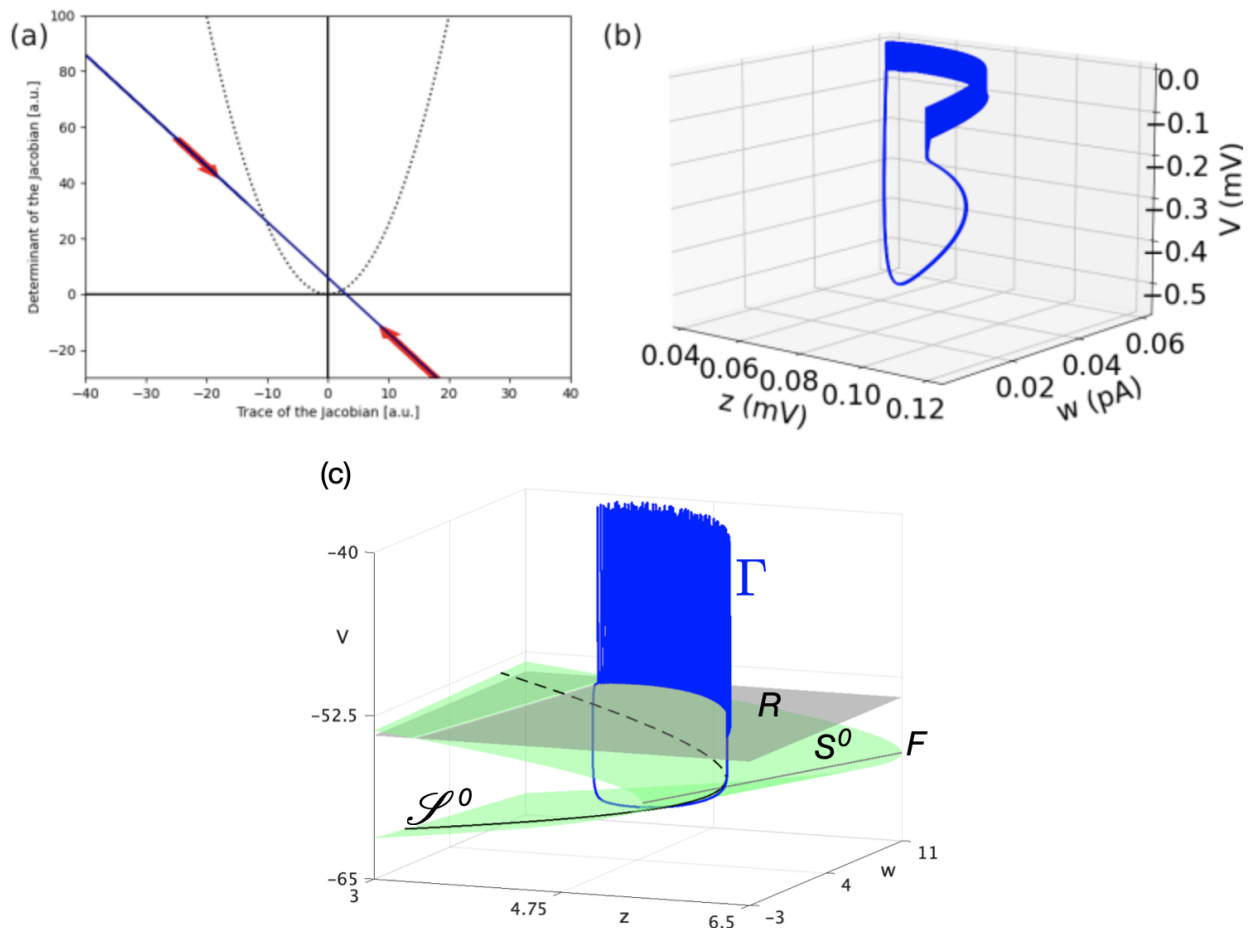 (a)
100
80
60
40
20
0
−20
Determinant of the Jacobian [a.u.]
−40 −30 −20 −10 0 10 20 30 40
Trace of the Jacobian [a.u.]
(b)
0.0
−0.1
−0.2
−0.3
−0.4
−0.5
V (mV)
0.04 0.06 0.08 0.10 0.12
z (mV)
0.02 0.04 0.06
w (pA)
(c)
−40
V
−52.5
−65
Γ
R
S⁰
F
𝒮⁰
3 4.75 6.5
z
−3 4 11
w